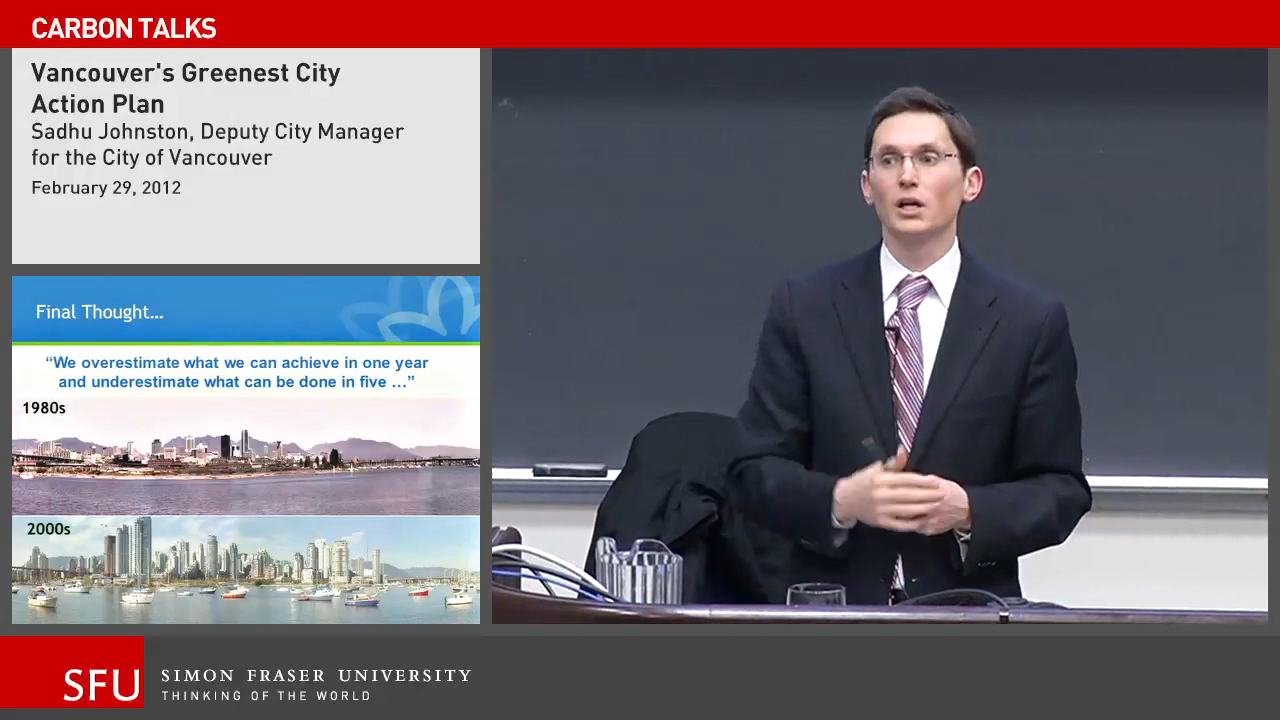 CARBON TALKS
Vancouver's Greenest City
Action Plan
Sadhu Johnston, Deputy City Manager
for the City of Vancouver
February 29, 2012
Final Thought...
“We overestimate what we can achieve in one year
and underestimate what can be done in five ...”
1980s
2000s
SFU
SIMON FRASER UNIVERSITY
THINKING OF THE WORLD